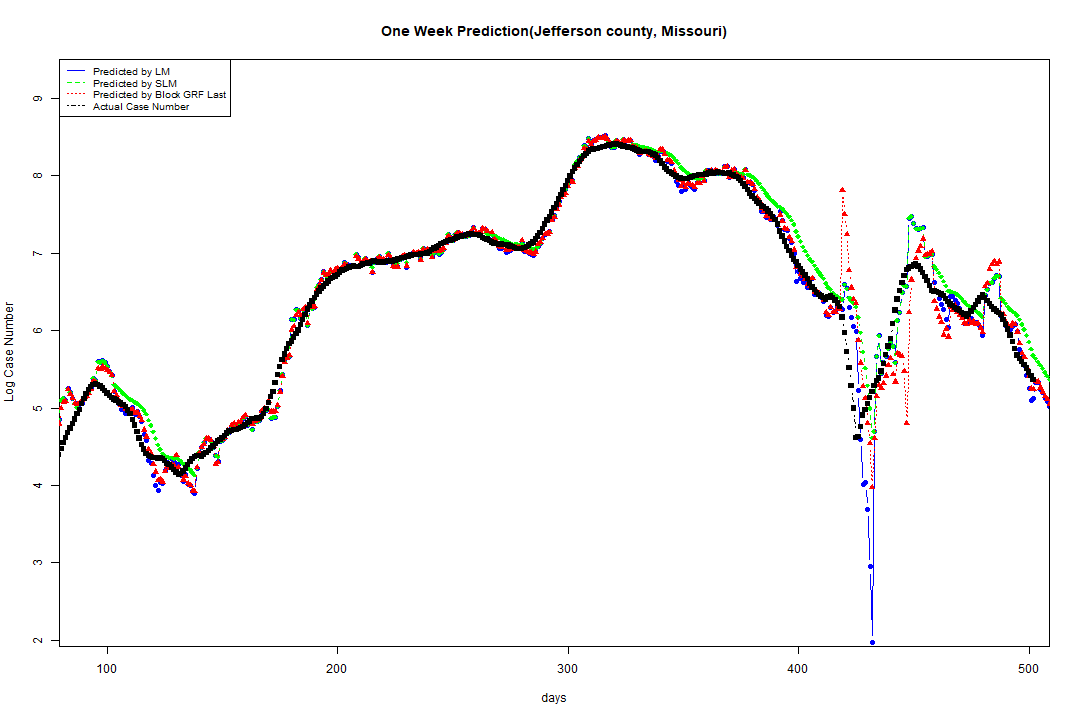 One Week Prediction(Jefferson county, Missouri)
Predicted by LM
Predicted by SLM
Predicted by Block GRF Last
Actual Case Number
9
8
7
6
5
4
3
2
Log Case Number
100 200 300 400 500
days